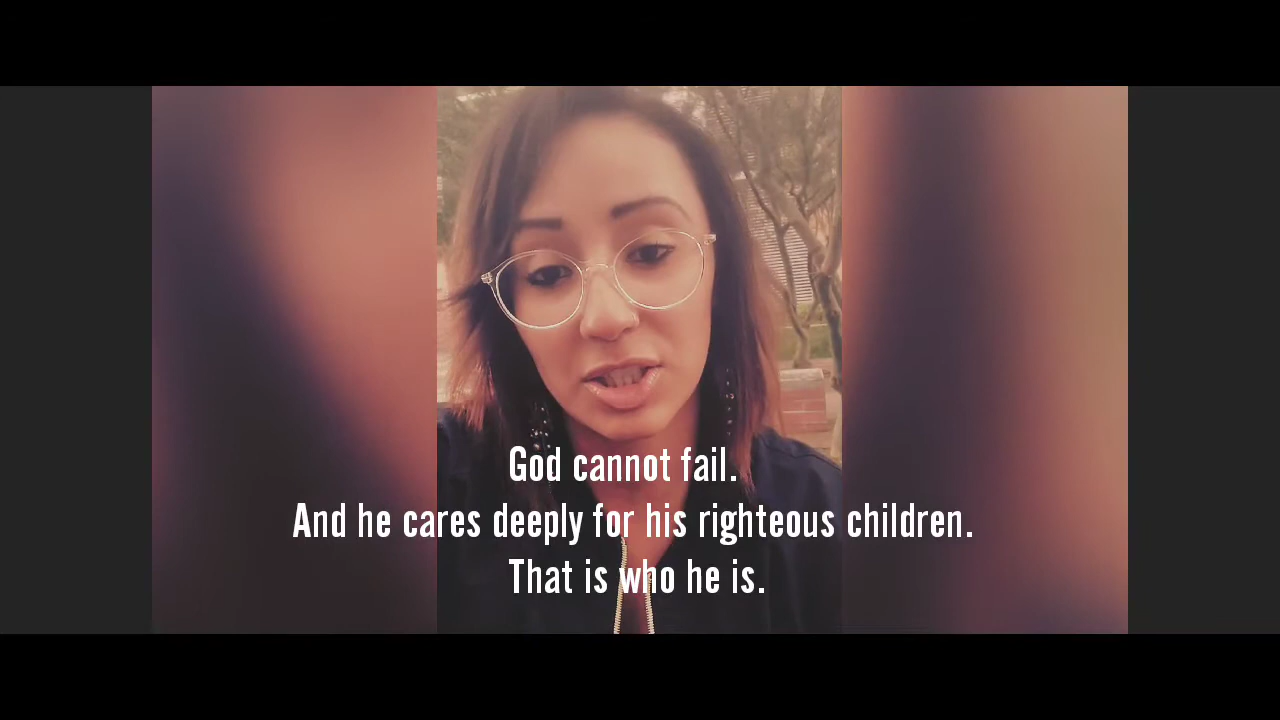 God cannot fail.
And he cares deeply for his righteous children.
That is who he is.